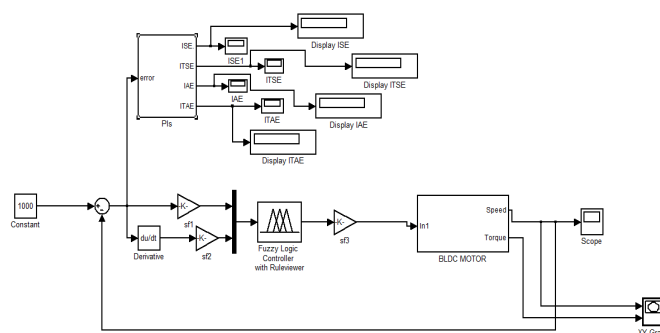 ISE
Display ISE
ISE1
ITSE
Display ITSE
error
ITSE
IAE
IAE
Display IAE
ITAE
ITAE
PIs
Display ITAE
1000
Constant
-K-
sf1
du/dt
Derivative
-K-
sf2
Fuzzy Logic
Controller
with Ruleviewer
-K-
sf3
In1
Speed
Torque
BLDC MOTOR
Scope